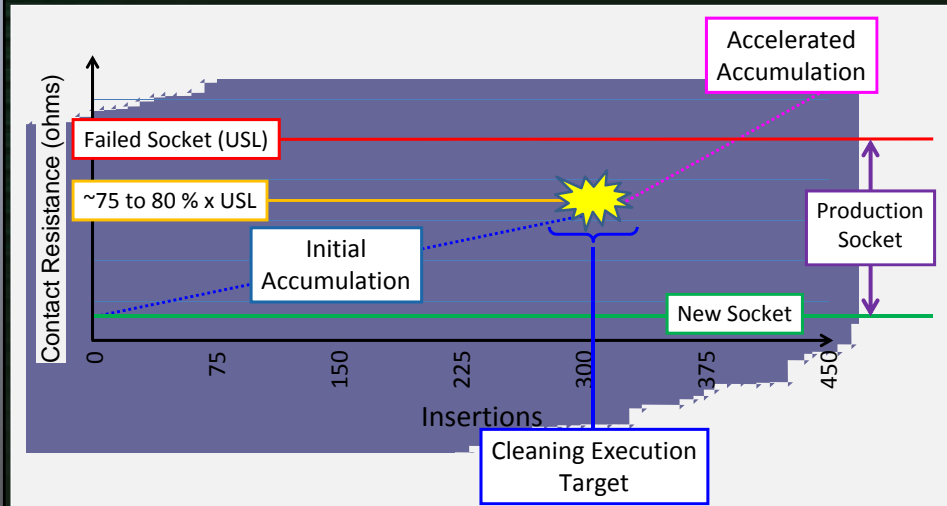 Accelerated
Accumulation
Contact Resistance (ohms)
Failed Socket (USL)
~75 to 80 % x USL
Production
Socket
Initial
Accumulation
New Socket
0
75
150
225
300
375
450
Insertions
Cleaning Execution
Target